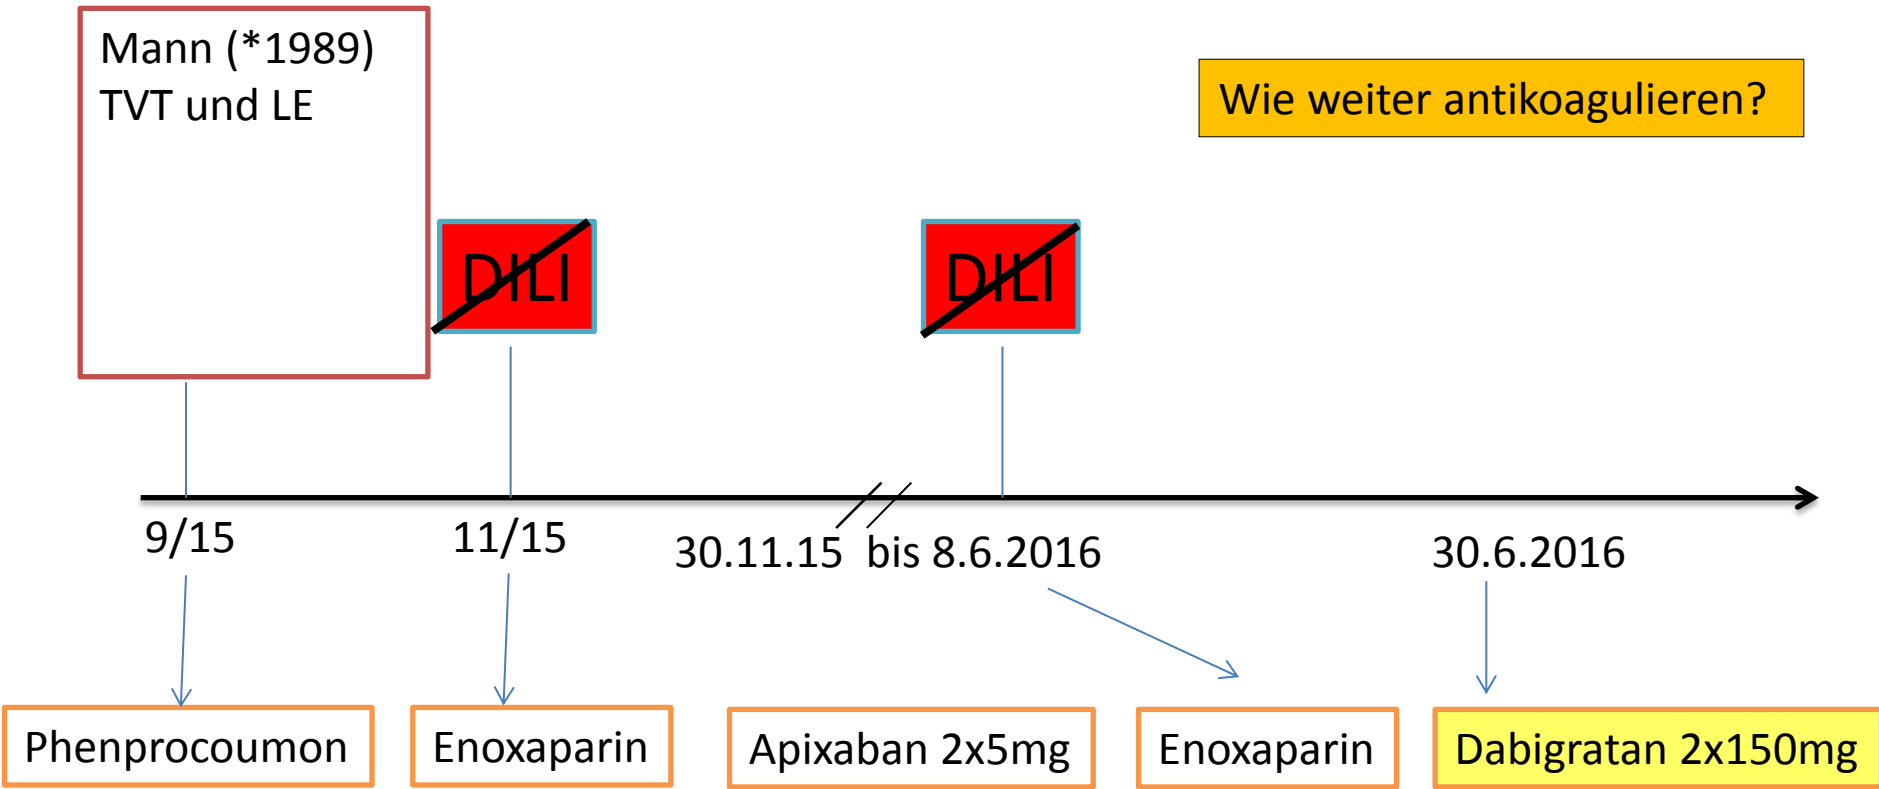 Mann (*1989)
TVT und LE
Wie weiter antikoagulieren?
DILI
DILI
9/15
11/15
30.11.15 bis 8.6.2016
30.6.2016
Phenprocoumon
Enoxaparin
Apixaban 2x5mg
Enoxaparin
Dabigratan 2x150mg